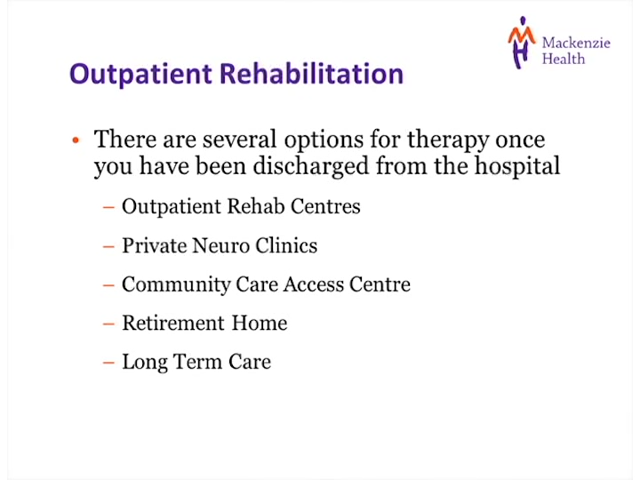 Mackenzie
Health
Outpatient Rehabilitation
• There are several options for therapy once
you have been discharged from the hospital
– Outpatient Rehab Centres
– Private Neuro Clinics
– Community Care Access Centre
– Retirement Home
– Long Term Care